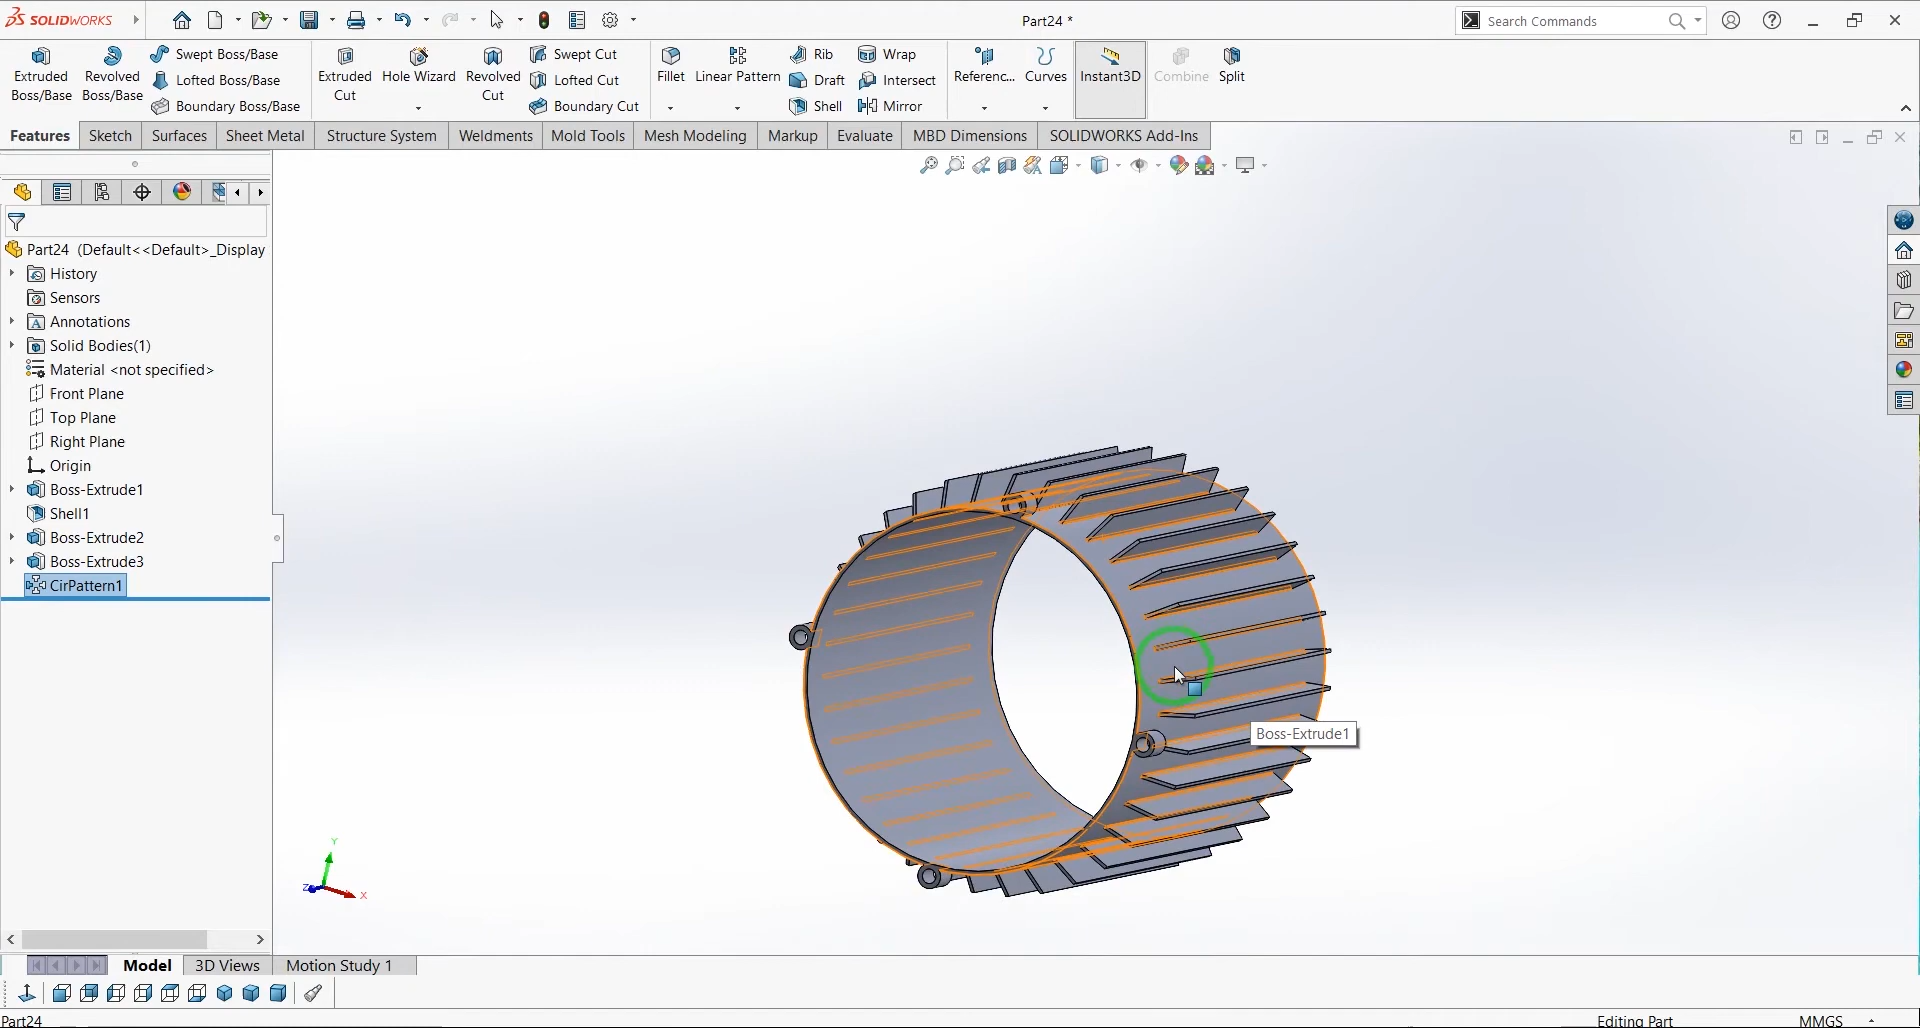 SOLIDWORKS
Part24 *
Search Commands
Extruded Boss/Base
Revolved Boss/Base
Swept Boss/Base
Lofted Boss/Base
Boundary Boss/Base
Extruded Cut
Hole Wizard
Revolved Cut
Swept Cut
Lofted Cut
Boundary Cut
Fillet
Linear Pattern
Rib
Draft
Shell
Wrap
Intersect
Mirror
Referenc...
Curves
Instant3D
Combine
Split
Features
Sketch
Surfaces
Sheet Metal
Structure System
Weldments
Mold Tools
Mesh Modeling
Markup
Evaluate
MBD Dimensions
SOLIDWORKS Add-Ins
Part24 (Default<<Default>_Display
History
Sensors
Annotations
Solid Bodies(1)
Material <not specified>
Front Plane
Top Plane
Right Plane
Origin
Boss-Extrude1
Shell1
Boss-Extrude2
Boss-Extrude3
CirPattern1
Boss-Extrude1
Y
Z
X
Model
3D Views
Motion Study 1
Part24
Editing Part
MMGS